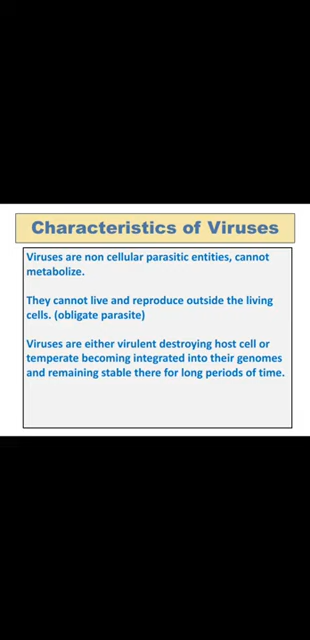 Characteristics of Viruses
Viruses are non cellular parasitic entities, cannot
metabolize.
They cannot live and reproduce outside the living
cells. (obligate parasite)
Viruses are either virulent destroying host cell or
temperate becoming integrated into their genomes
and remaining stable there for long periods of time.